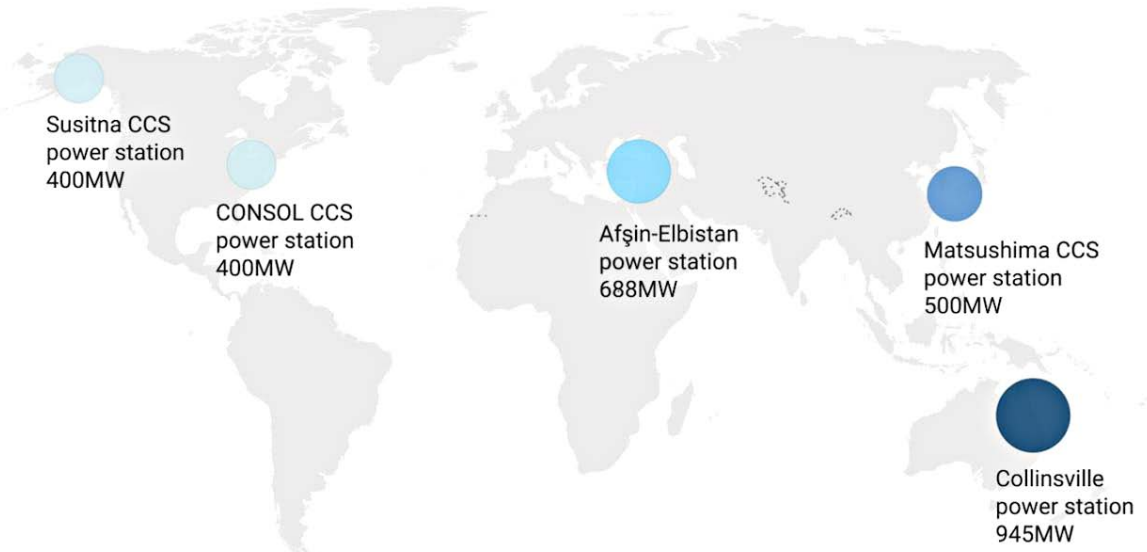 Susitna CCS
power station
400MW
CONSOL CCS
power station
400MW
Afşin-Elbistan
power station
688MW
Matsushima CCS
power station
500MW
Collinsville
power station
945MW